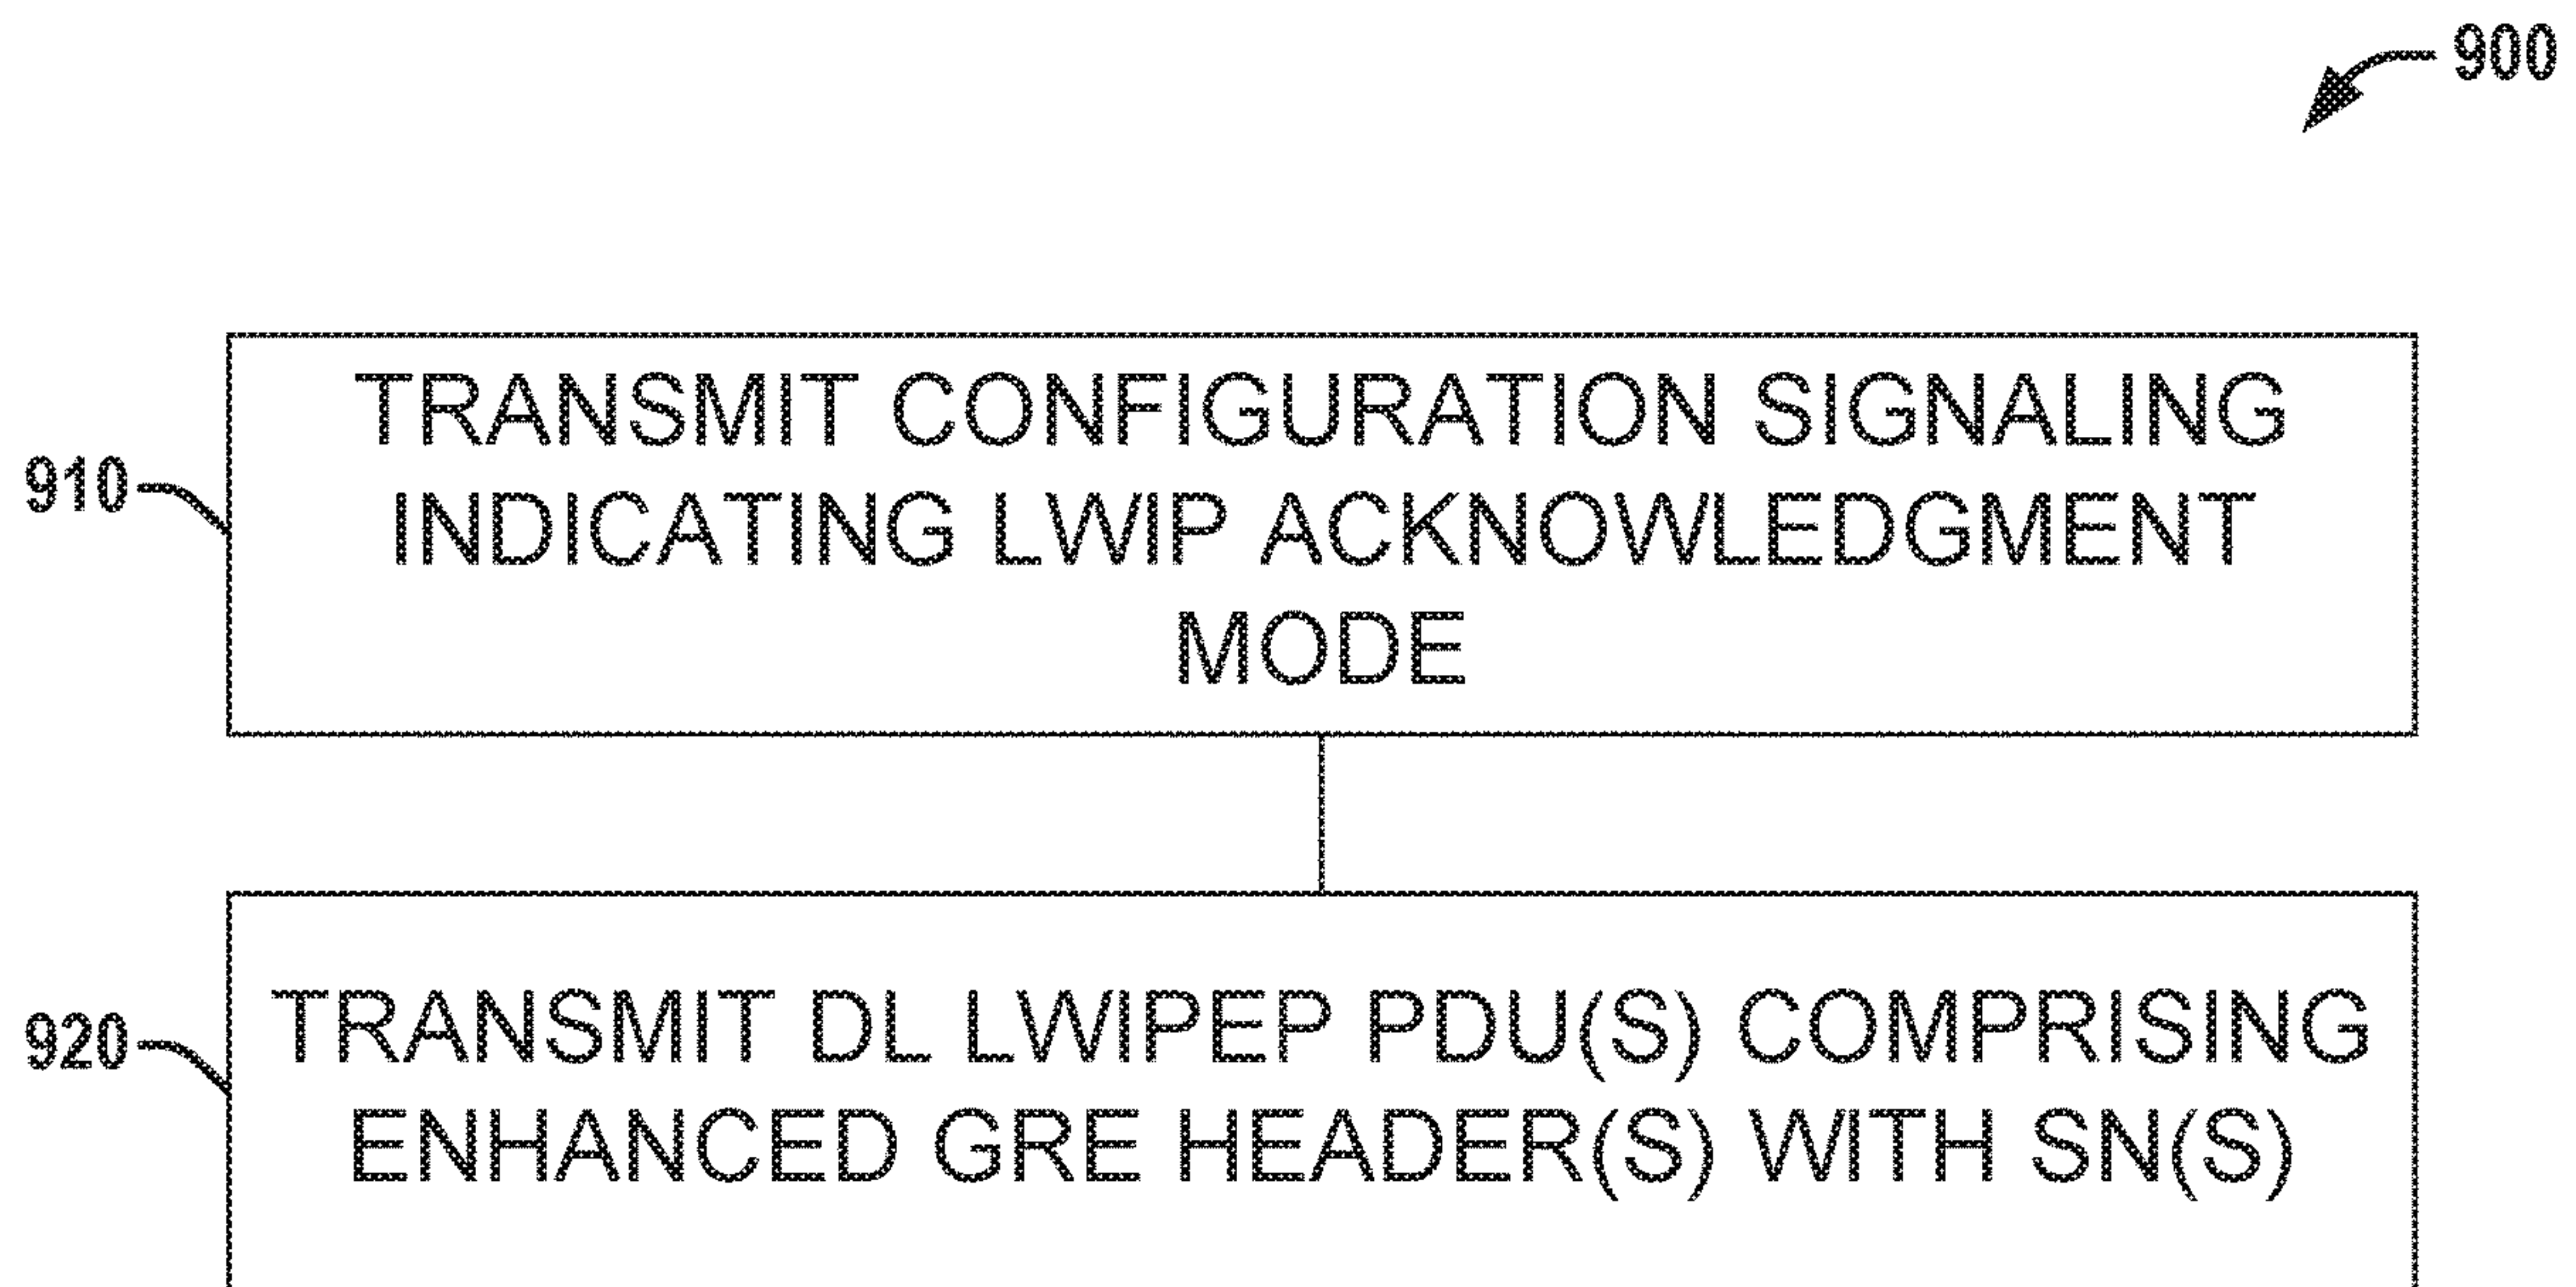 900
910
TRANSMIT CONFIGURATION SIGNALING
INDICATING LWIP ACKNOWLEDGMENT
MODE
920
TRANSMIT DL LWIPEP PDU(S) COMPRISING
ENHANCED GRE HEADER(S) WITH SN(S)